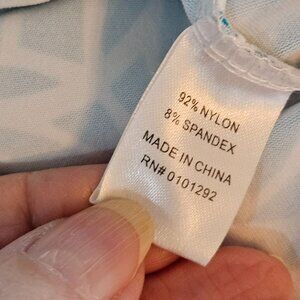 92% NYLON
8% SPANDEX
MADE IN CHINA
RN# 0101292